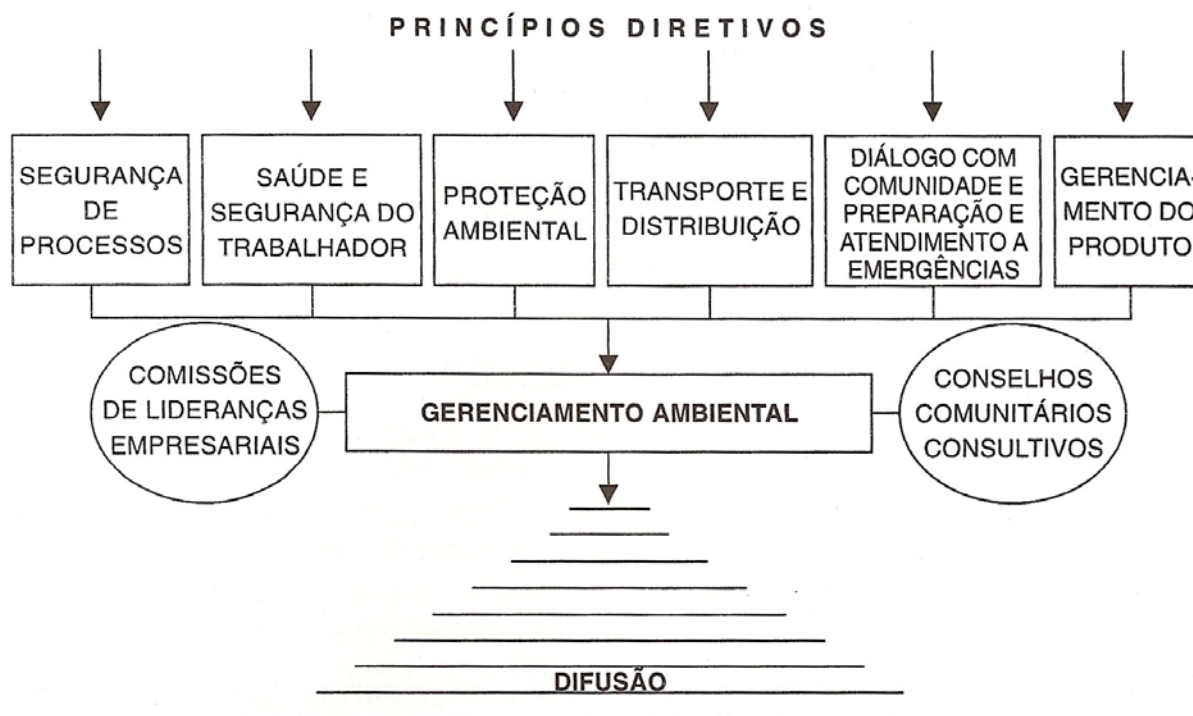 PRINCÍPIOS DIRETIVOS
SEGURANÇA
DE
PROCESSOS
SAÚDE E
SEGURANÇA DO
TRABALHADOR
PROTEÇÃO
AMBIENTAL
TRANSPORTE E
DISTRIBUIÇÃO
DIÁLOGO COM
COMUNIDADE E
PREPARAÇÃO E
ATENDIMENTO A
EMERGÊNCIAS
GERENCIA-
MENTO DO
PRODUTO
COMISSÕES
DE LIDERANÇAS
EMPRESARIAIS
GERENCIAMENTO AMBIENTAL
CONSELHOS
COMUNITÁRIOS
CONSULTIVOS
DIFUSÃO